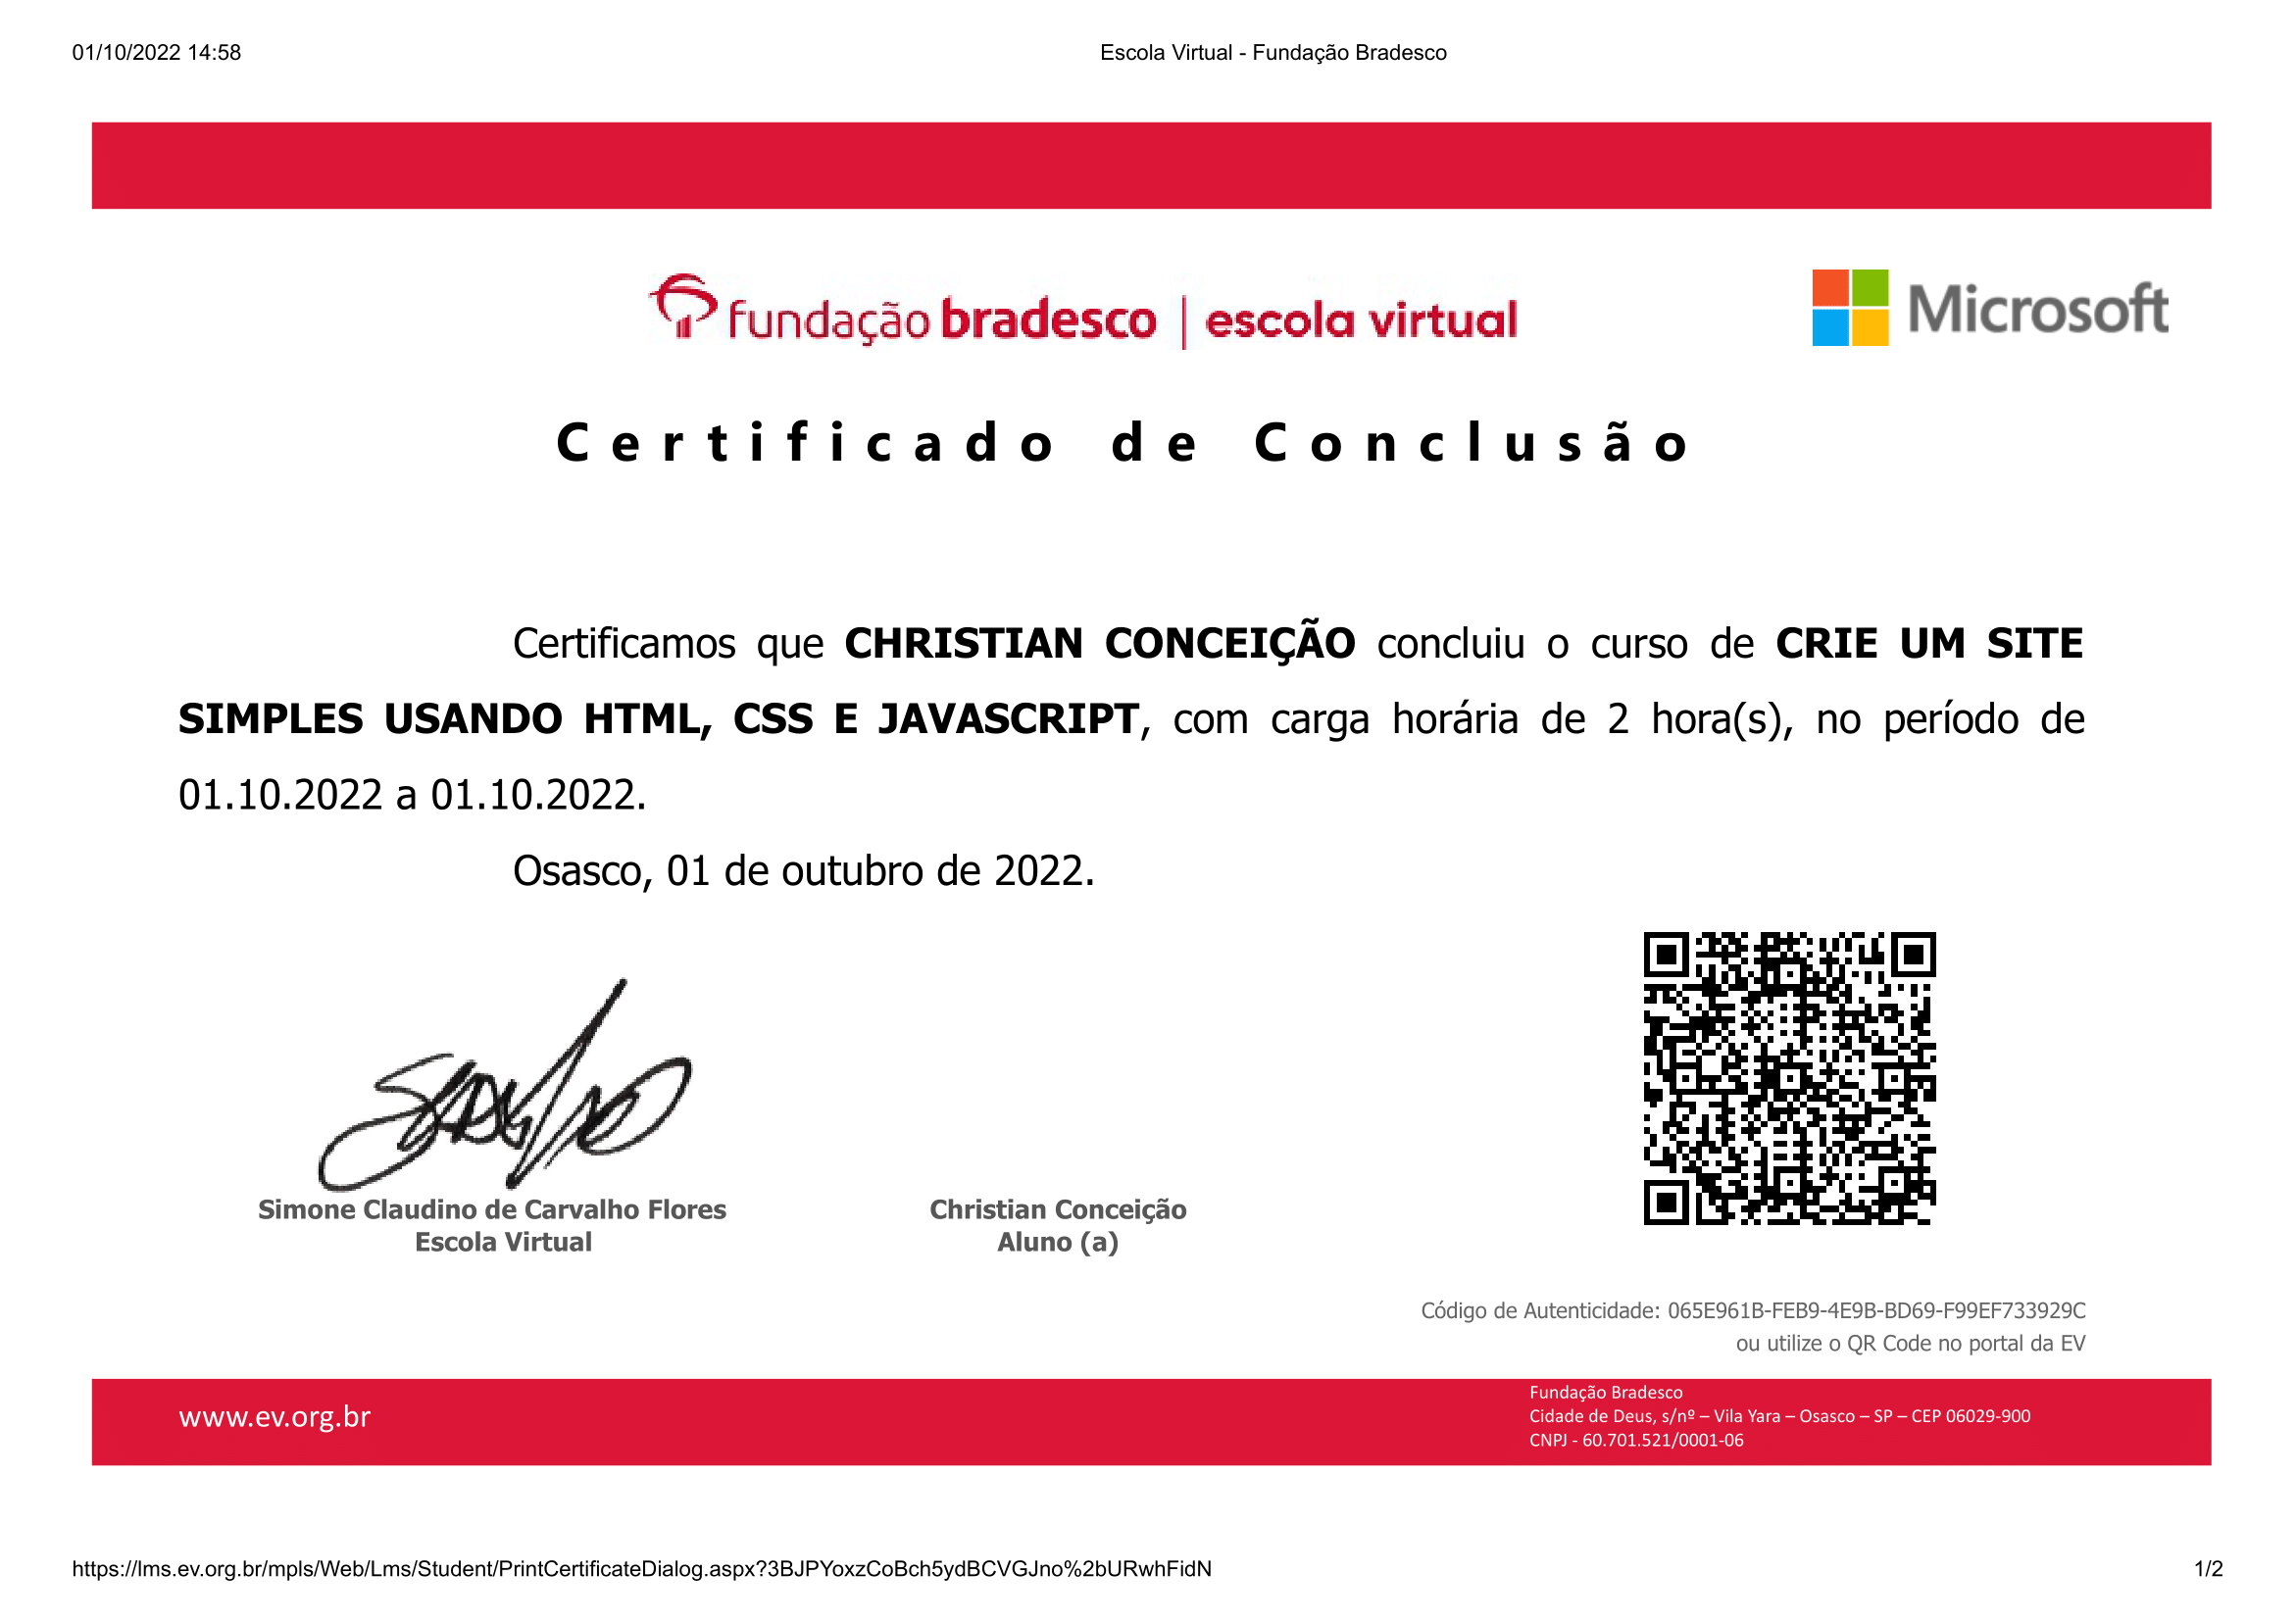 01/10/2022 14:58
Escola Virtual - Fundação Bradesco
fundação bradesco | escola virtual
Microsoft
Certificado de Conclusão
Certificamos que CHRISTIAN CONCEIÇÃO concluiu o curso de CRIE UM SITE
SIMPLES USANDO HTML, CSS E JAVASCRIPT, com carga horária de 2 hora(s), no período de
01.10.2022 a 01.10.2022.
Osasco, 01 de outubro de 2022.
Simone Claudino de Carvalho Flores
Escola Virtual
Christian Conceição
Aluno (a)
Código de Autenticidade: 065E961B-FEB9-4E9B-BD69-F99EF733929C
ou utilize o QR Code no portal da EV
www.ev.org.br
Fundação Bradesco
Cidade de Deus, s/nº – Vila Yara – Osasco – SP – CEP 06029-900
CNPJ - 60.701.521/0001-06
https://lms.ev.org.br/mpls/Web/Lms/Student/PrintCertificateDialog.aspx?3BJPYoxzCoBch5ydBCVGJno%2bURwhFidN
1/2